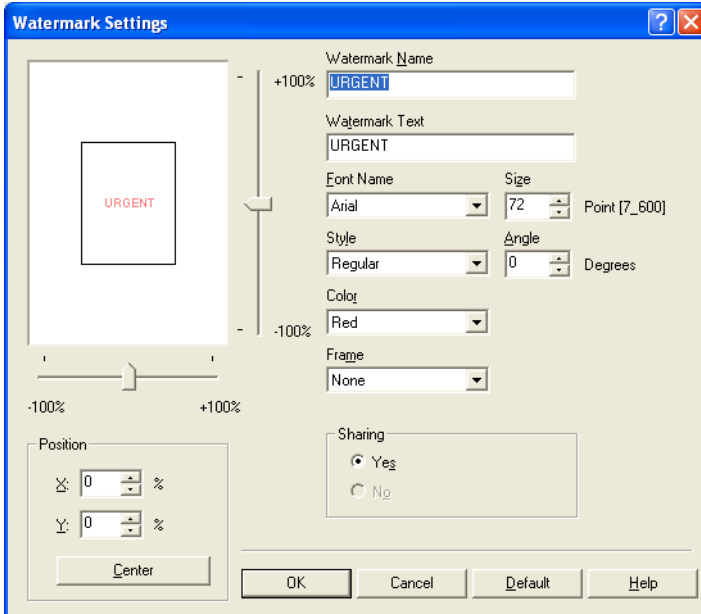 Watermark Settings
Watermark Name
+100%
URGENT
Watermark Text
URGENT
URGENT
Font Name
Size
Arial
72
Point [7_600]
Style
Angle
Regular
0
Degrees
Color
-100%
Red
Frame
None
-100%
+100%
Position
X: 0 %
Y: 0 %
Center
Sharing
Yes
No
OK
Cancel
Default
Help